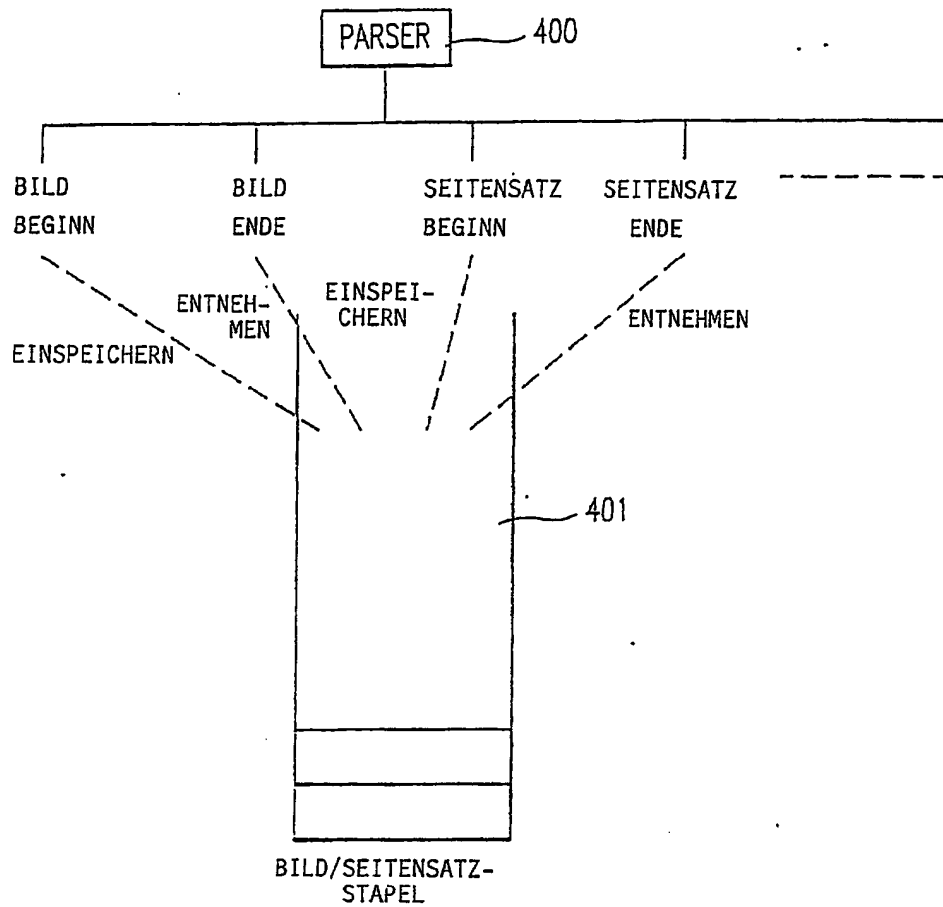 PARSER
400
BILD
BEGINN
BILD
ENDE
SEITENSATZ
BEGINN
SEITENSATZ
ENDE
EINSPEICHERN
ENTNEH-
MEN
EINSPEI-
CHERN
ENTNEHMEN
401
BILD/SEITENSATZ-
STAPEL